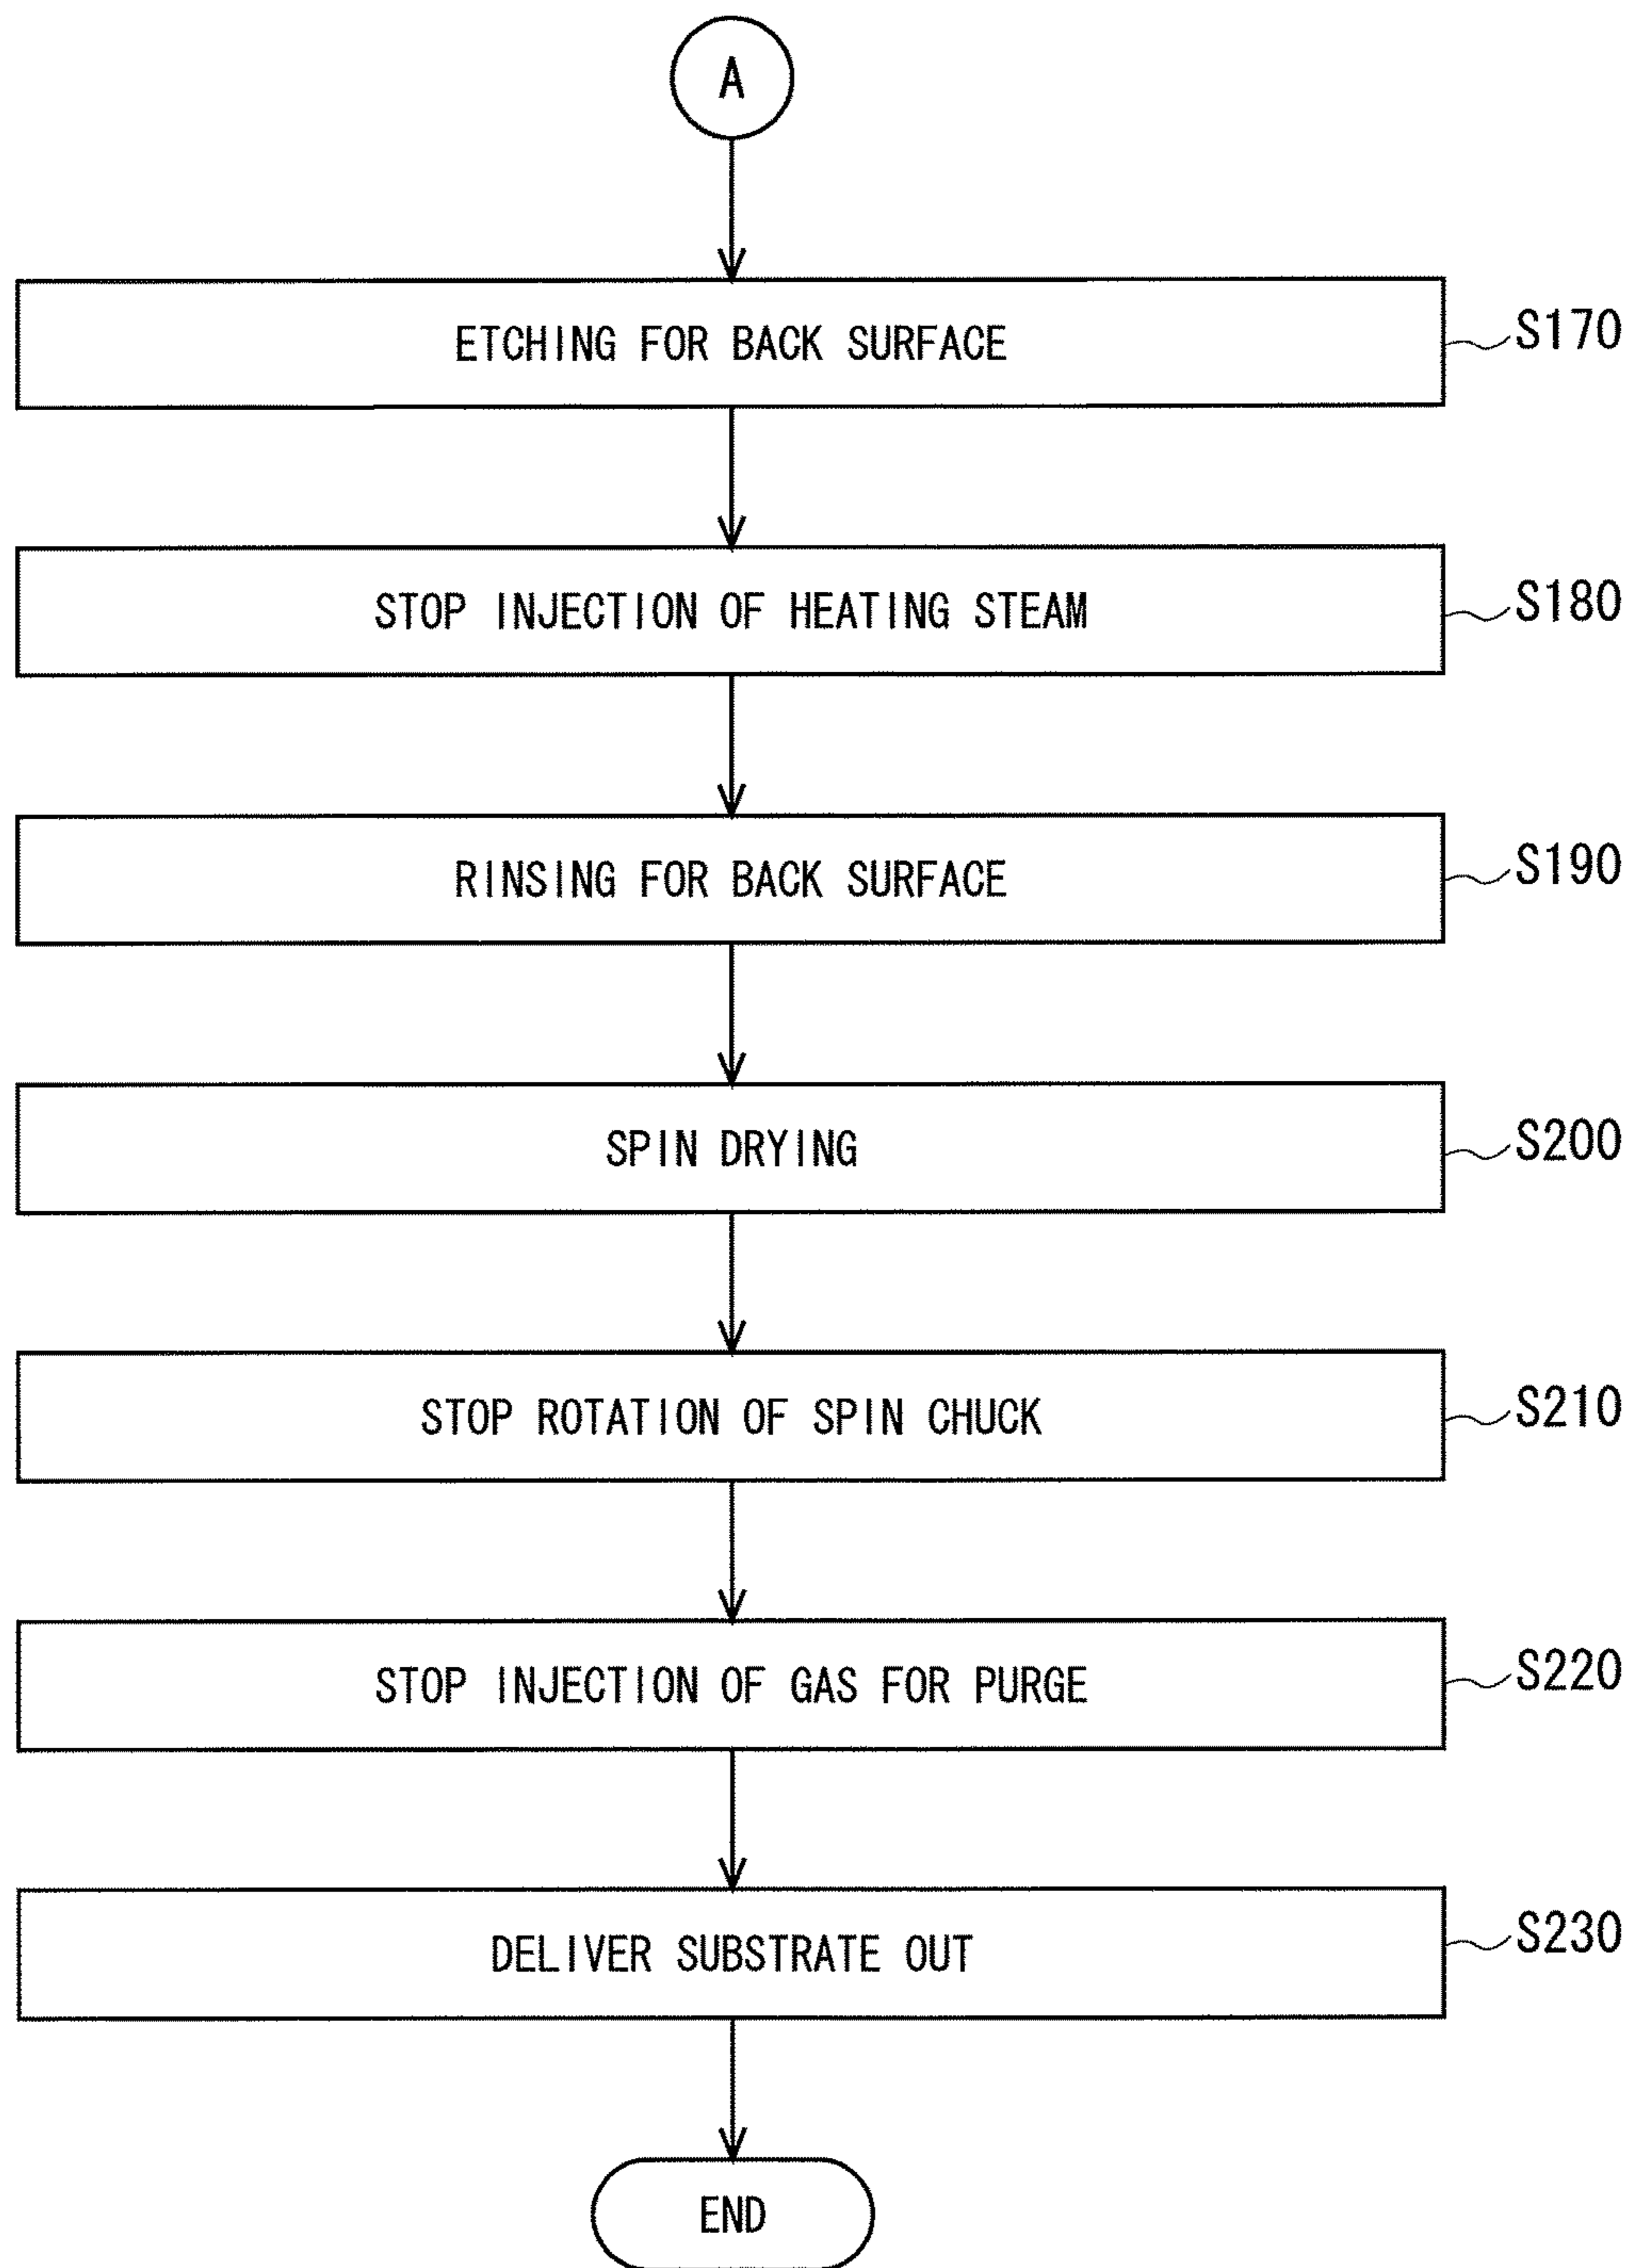 A
ETCHING FOR BACK SURFACE
S170
STOP INJECTION OF HEATING STEAM
S180
RINSING FOR BACK SURFACE
S190
SPIN DRYING
S200
STOP ROTATION OF SPIN CHUCK
S210
STOP INJECTION OF GAS FOR PURGE
S220
DELIVER SUBSTRATE OUT
S230
END